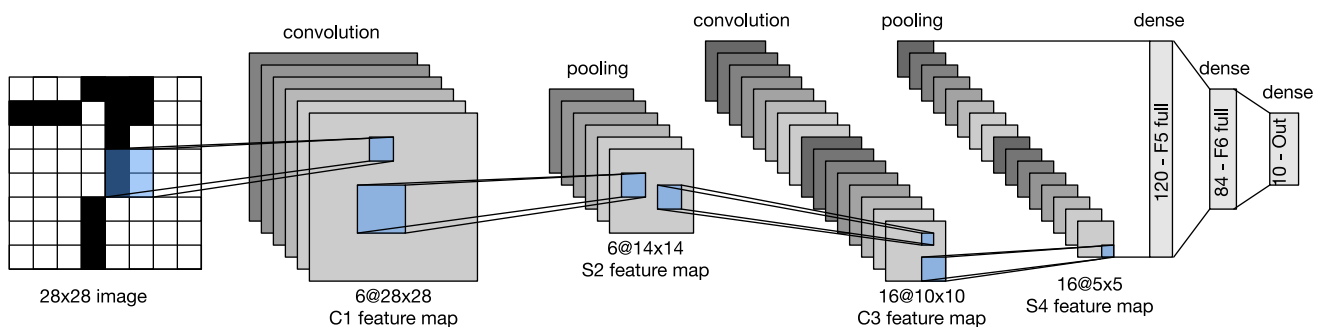 convolution
pooling
convolution
pooling
dense
dense
dense
28x28 image
6@28x28
C1 feature map
6@14x14
S2 feature map
16@10x10
C3 feature map
16@5x5
S4 feature map
120 - F5 full
84 - F6 full
10 - Out